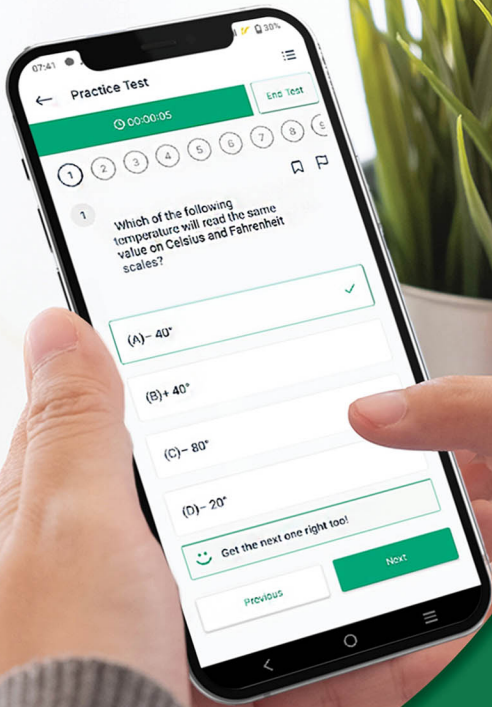 07:41
30%
← Practice Test
00:00:05
End Test
1 2 3 4 5 6 7 8 9
1
Which of the following
temperature will read the same
value on Celsius and Fahrenheit
scales?
(A)– 40°
(B)+ 40°
(C)– 80°
(D)– 20°
Get the next one right too!
Previous
Next